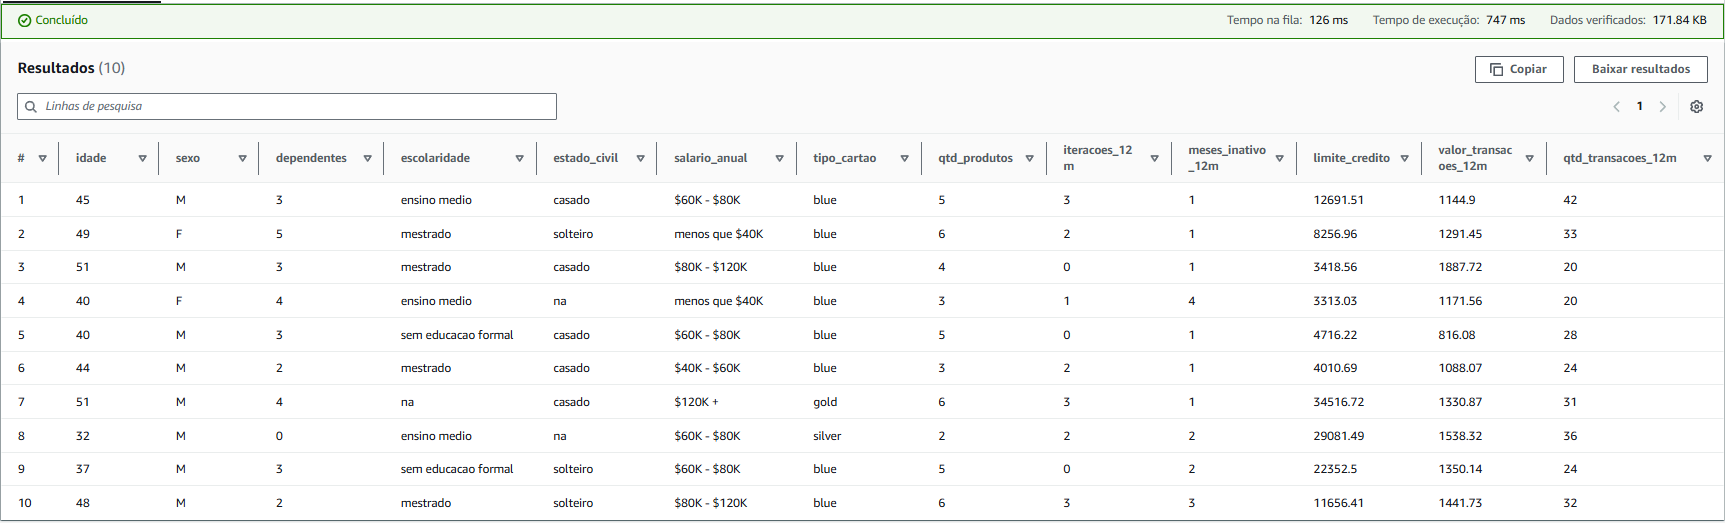 Concluído Tempo na fila: 126 ms Tempo de execução: 747 ms Dados verificados: 171.84 KB
Resultados (10) Copiar Baixar resultados
Linhas de pesquisa 1
# idade sexo dependentes escolaridade estado_civil salario_anual tipo_cartao qtd_produtos iteracoes_12 m meses_inativo _12m limite_credito valor_transac oes_12m qtd_transacoes_12m
1 45 M 3 ensino medio casado $60K - $80K blue 5 3 1 12691.51 1144.9 42
2 49 F 5 mestrado solteiro menos que $40K blue 6 2 1 8256.96 1291.45 33
3 51 M 3 mestrado casado $80K - $120K blue 4 0 1 3418.56 1887.72 20
4 40 F 4 ensino medio na menos que $40K blue 3 1 4 3313.03 1171.56 20
5 40 M 3 sem educacao formal casado $60K - $80K blue 5 0 1 4716.22 816.08 28
6 44 M 2 mestrado casado $40K - $60K blue 3 2 1 4010.69 1088.07 24
7 51 M 4 na casado $120K + gold 6 3 1 34516.72 1330.87 31
8 32 M 0 ensino medio na $60K - $80K silver 2 2 2 29081.49 1538.32 36
9 37 M 3 sem educacao formal solteiro $60K - $80K blue 5 0 2 22352.5 1350.14 24
10 48 M 2 mestrado solteiro $80K - $120K blue 6 3 3 11656.41 1441.73 32